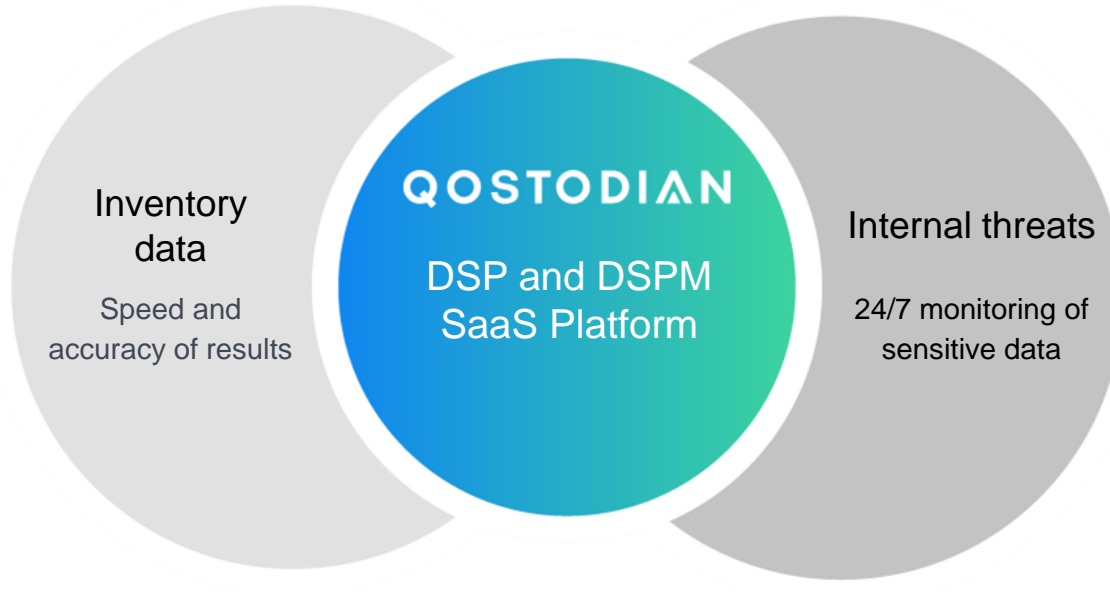 Inventory
data
Speed and
accuracy of results
QOSTODIAN
DSP and DSPM
SaaS Platform
Internal threats
24/7 monitoring of
sensitive data